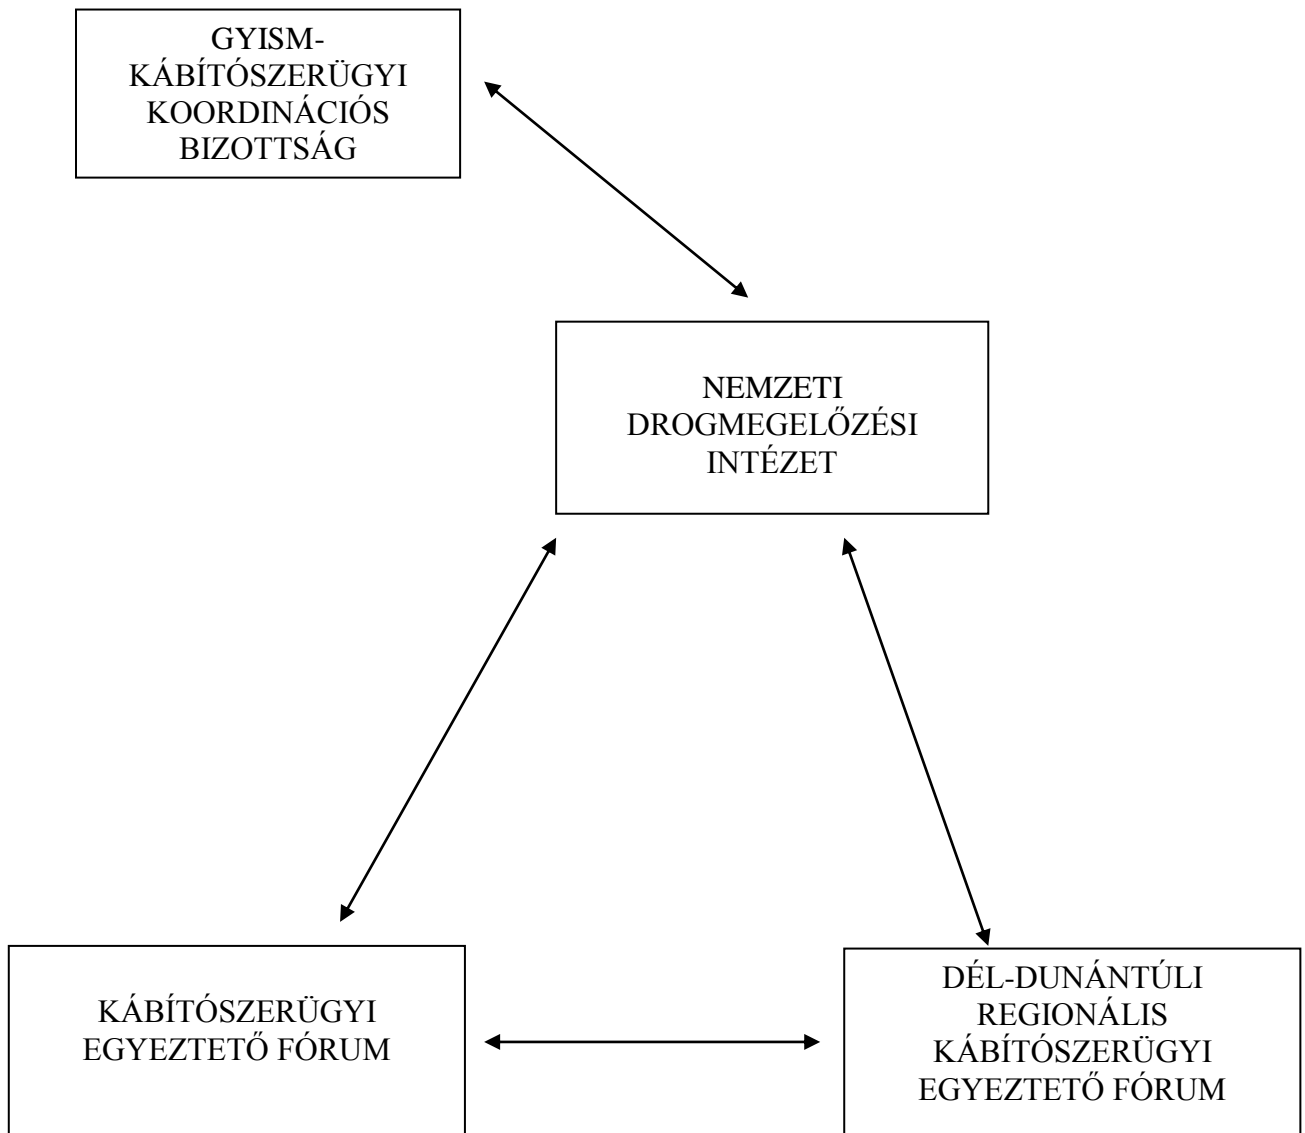 GYISM-
KÁBÍTÓSZERÜGYI
KOORDINÁCIÓS
BIZOTTSÁG
NEMZETI
DROGMEGELŐZÉSI
INTÉZET
KÁBÍTÓSZERÜGYI
EGYEZTETŐ FÓRUM
DÉL-DUNÁNTÚLI
REGIONÁLIS
KÁBÍTÓSZERÜGYI
EGYEZTETŐ FÓRUM